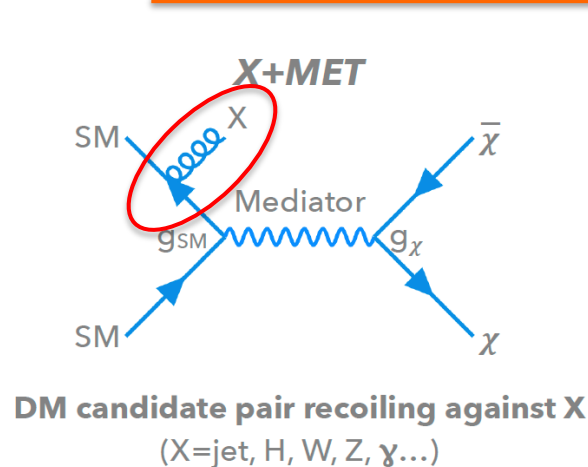 X+MET
SM
X
χ̄
Mediator
gSM
gχ
SM
χ
DM candidate pair recoiling against X
(X=jet, H, W, Z, γ...)